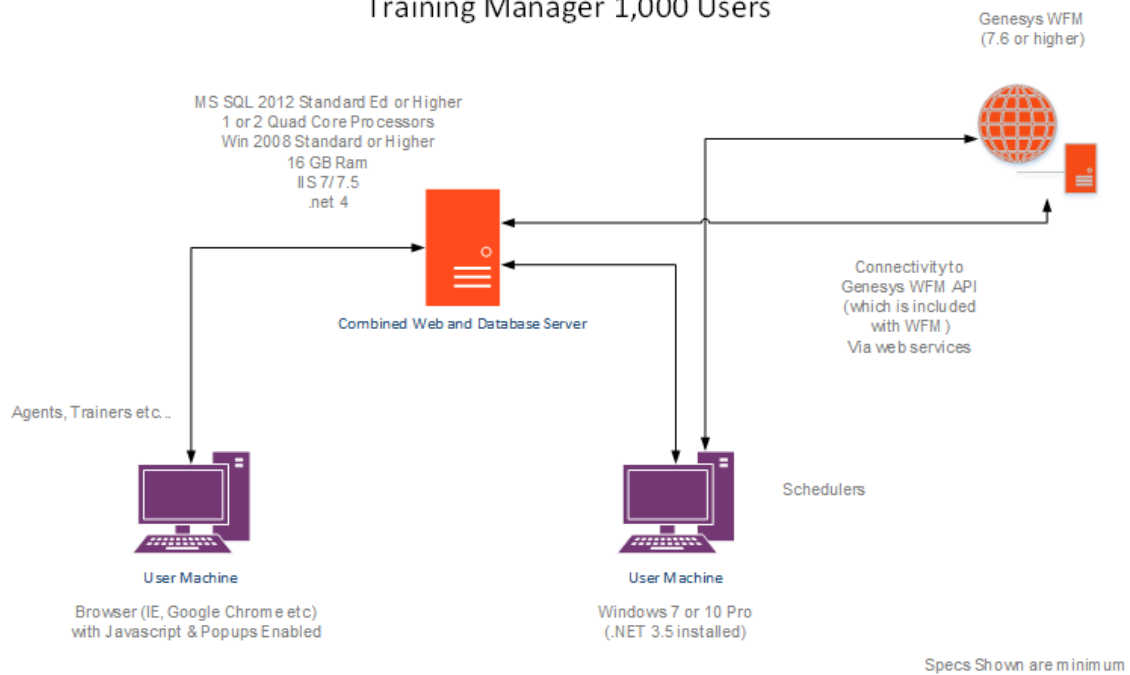 Training Manager 1,000 Users
Genesys WFM
(7.6 or higher)
MS SQL 2012 Standard Ed or Higher
1 or 2 Quad Core Processors
Win 2008 Standard or Higher
16 GB Ram
IIS 7/7.5
.net 4
Combined Web and Database Server
Connectivity to
Genesys WFM API
(which is included
with WFM)
Via web services
Agents, Trainers etc...
Schedulers
User Machine
Browser (IE, Google Chrome etc)
with Javascript & Popups Enabled
User Machine
Windows 7 or 10 Pro
(.NET 3.5 installed)
Specs Shown are minimum